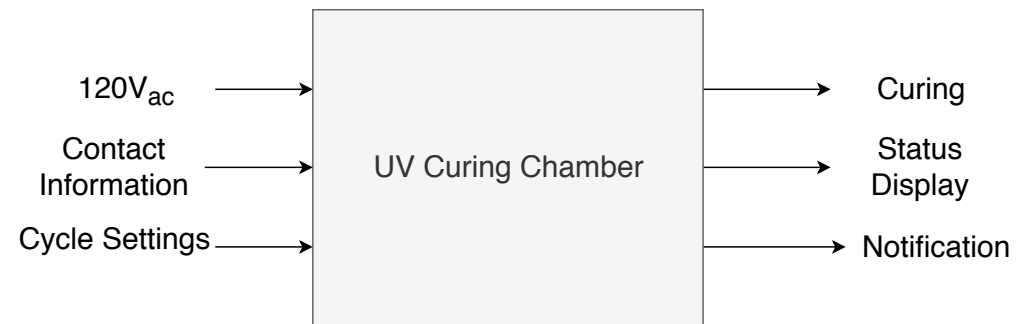 120Vac
Contact
Information
Cycle Settings
UV Curing Chamber
Curing
Status
Display
Notification